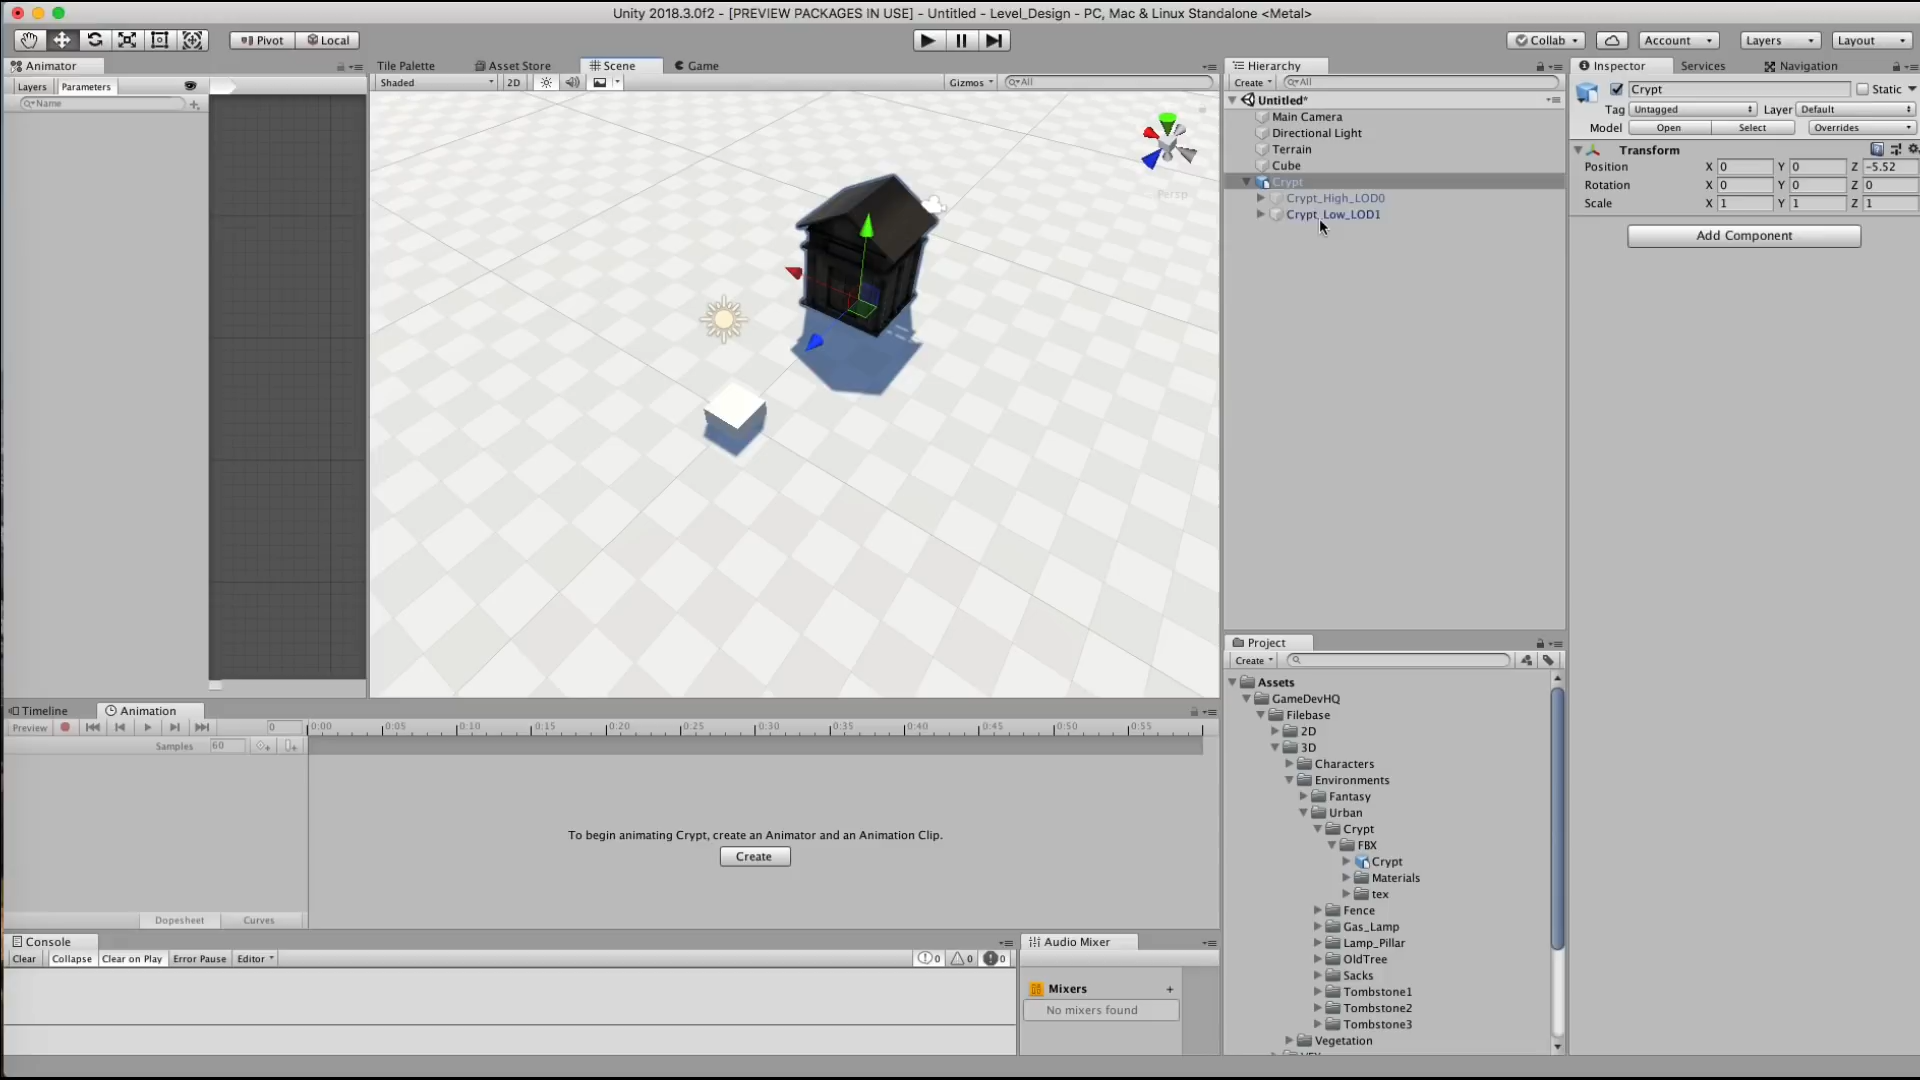 Unity 2018.3.0f2 - [PREVIEW PACKAGES IN USE] - Untitled - Level_Design - PC, Mac & Linux Standalone <Metal>
Pivot Local Collab Account Layers Layout
Animator
Layers Parameters
Name
Tile Palette Asset Store Scene Game
Shaded 2D Gizmos All
Persp
Hierarchy
Create All
Untitled*
Main Camera
Directional Light
Terrain
Cube
Crypt
Crypt_High_LOD0
Crypt_Low_LOD1
Inspector Services Navigation
Crypt Static
Tag Untagged Layer Default
Model Open Select Overrides
Transform
Position X 0 Y 0 Z -5.52
Rotation X 0 Y 0 Z 0
Scale X 1 Y 1 Z 1
Add Component
Project
Create
Assets
GameDevHQ
Filebase
2D
3D
Characters
Environments
Fantasy
Urban
Crypt
FBX
Crypt
Materials
tex
Fence
Gas_Lamp
Lamp_Pillar
OldTree
Sacks
Tombstone1
Tombstone2
Tombstone3
Vegetation
Timeline Animation
Preview 0 0:00 0:05 0:10 0:15 0:20 0:25 0:30 0:35 0:40 0:45 0:50 0:55
Samples 60
To begin animating Crypt, create an Animator and an Animation Clip.
Create
Dopesheet Curves
Console
Clear Collapse Clear on Play Error Pause Editor 0 0 0
Audio Mixer
Mixers +
No mixers found